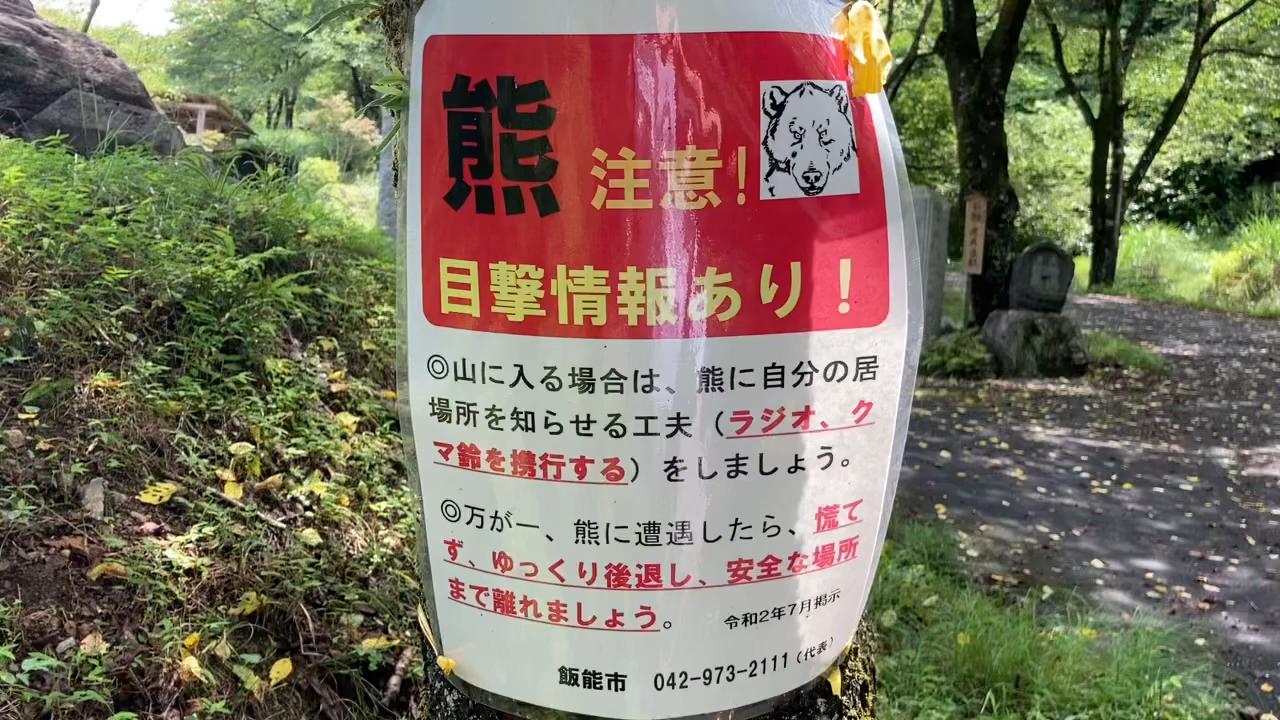 熊 注意!
目撃情報あり！
◎山に入る場合は、熊に自分の居
場所を知らせる工夫（ラジオ、ク
マ鈴を携行する）をしましょう。
◎万が一、熊に遭遇したら、慌て
ず、ゆっくり後退し、安全な場所
まで離れましょう。
令和2年7月掲示
飯能市 042-973-2111（代表）